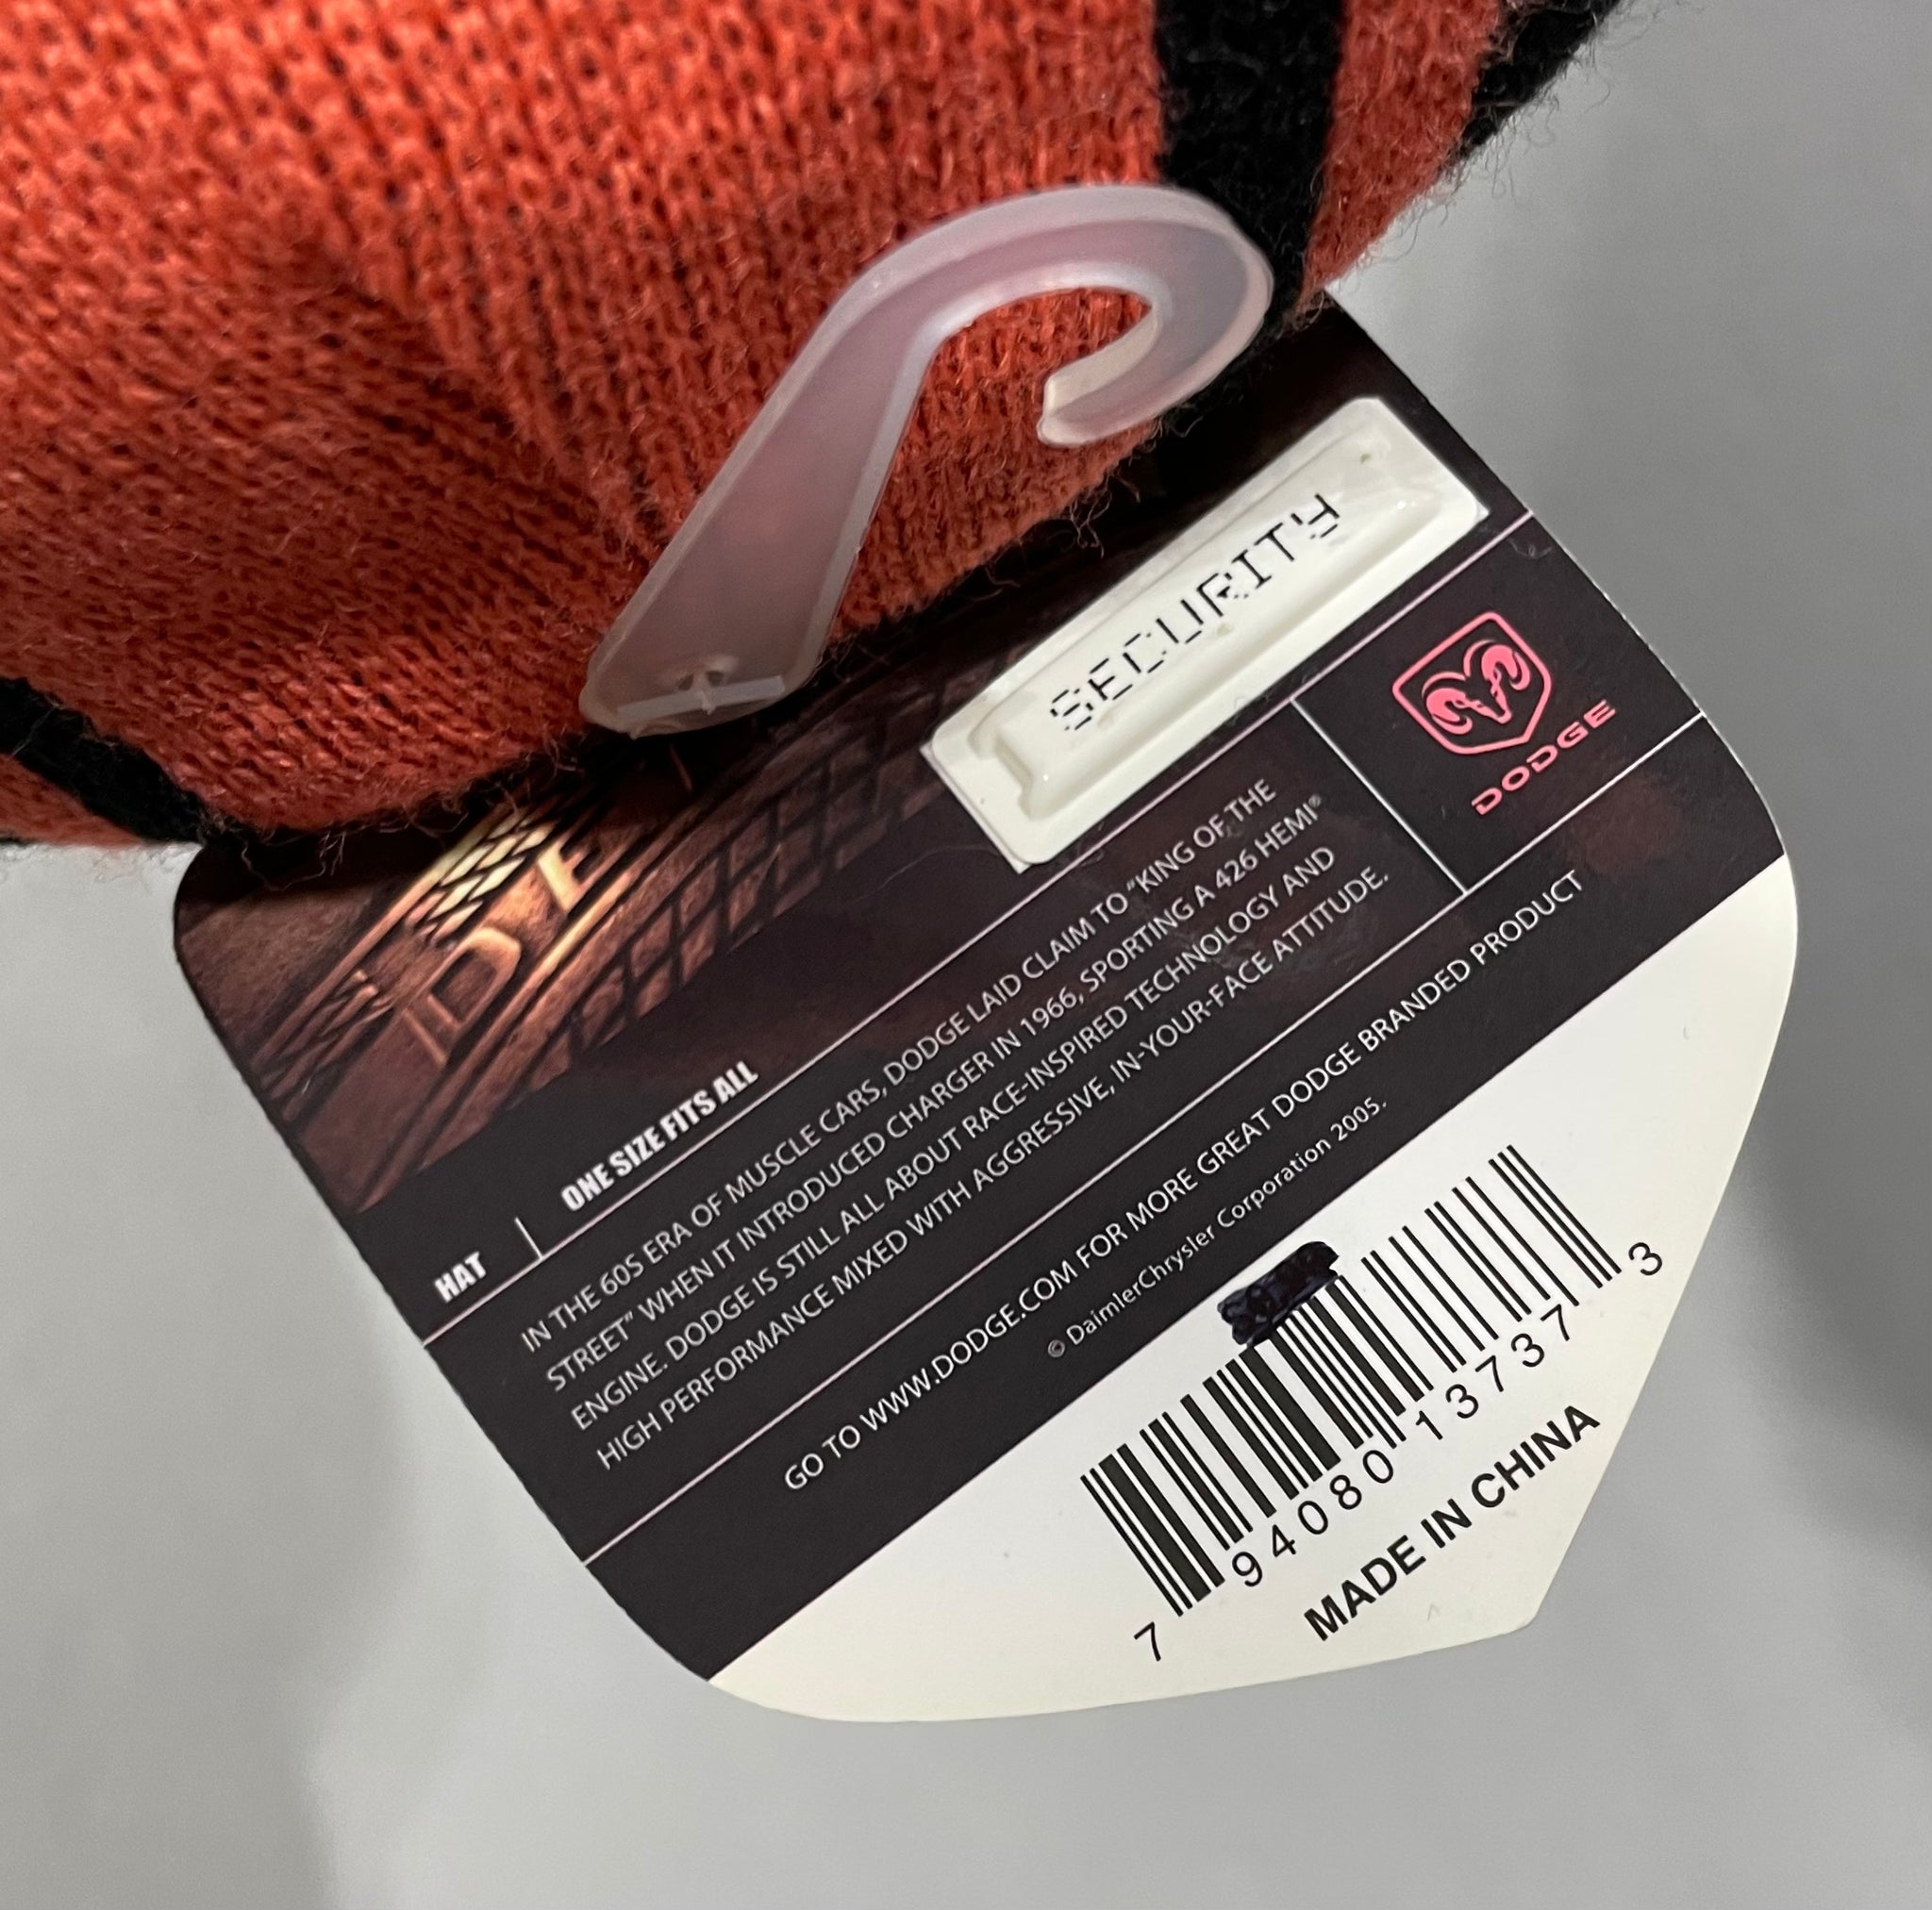 SECURITY
DODGE
HAT
ONE SIZE FITS ALL
IN THE 60S ERA OF MUSCLE CARS, DODGE LAID CLAIM TO "KING OF THE
STREET" WHEN IT INTRODUCED CHARGER IN 1966, SPORTING A 426 HEMI®
ENGINE. DODGE IS STILL ALL ABOUT RACE-INSPIRED TECHNOLOGY AND
HIGH PERFORMANCE MIXED WITH AGGRESSIVE, IN-YOUR-FACE ATTITUDE.
GO TO WWW.DODGE.COM FOR MORE GREAT DODGE BRANDED PRODUCT
© DaimlerChrysler Corporation 2005.
7 94080 13737 3
MADE IN CHINA